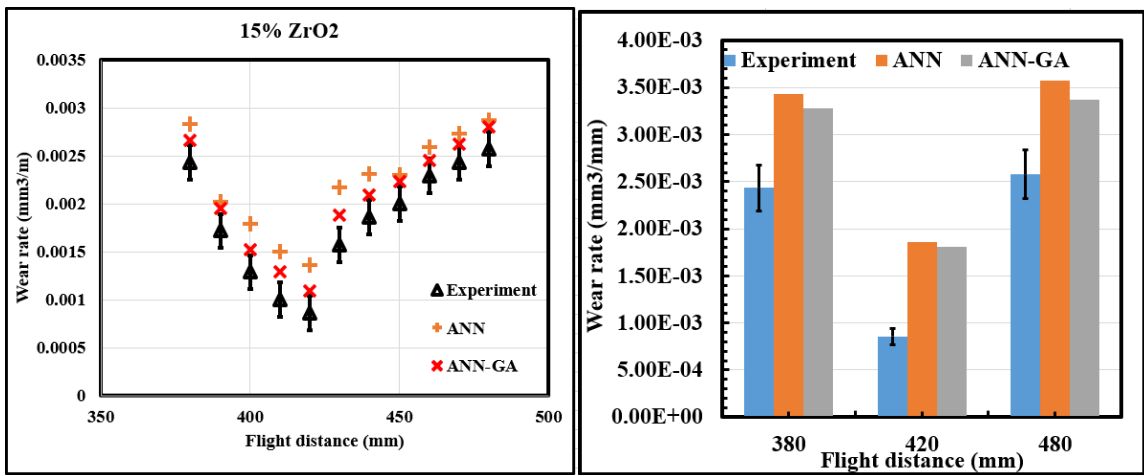 15% ZrO2
Wear rate (mm3/m)
0.0035
0.003
0.0025
0.002
0.0015
0.001
0.0005
0
350
400
450
500
Flight distance (mm)
Experiment
ANN
ANN-GA
Wear rate (mm3/mm)
4.00E-03
3.50E-03
3.00E-03
2.50E-03
2.00E-03
1.50E-03
1.00E-03
5.00E-04
0.00E+00
Experiment ANN ANN-GA
380
420
480
Flight distance (mm)